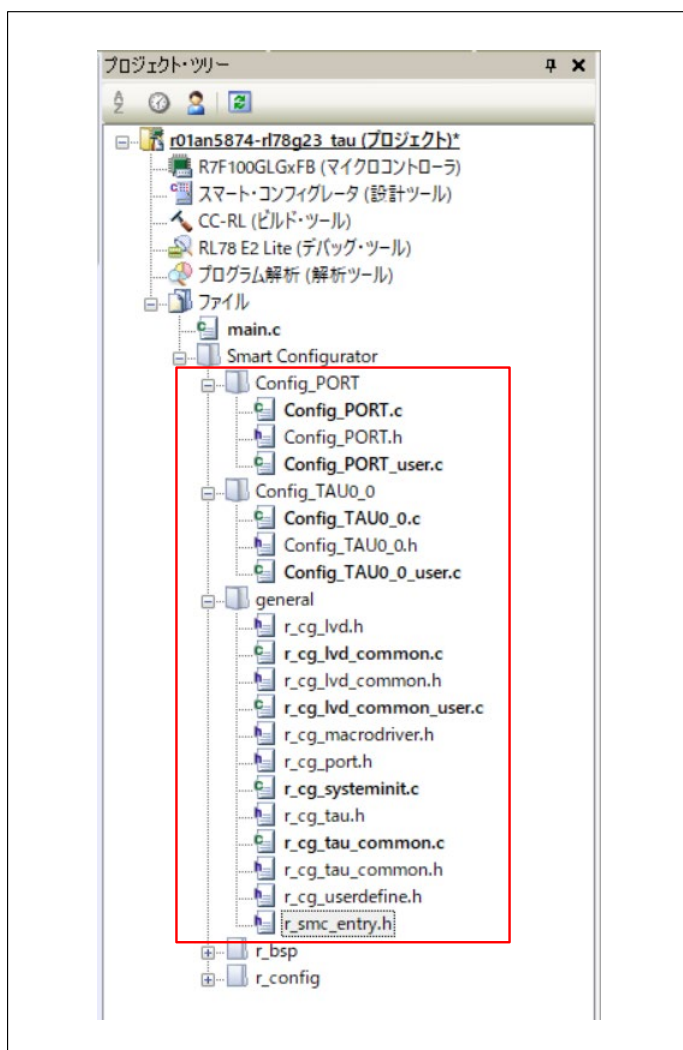 プロジェクト・ツリー
r01an5874-rl78g23_tau (プロジェクト)*
R7F100GLGxFB (マイクロコントローラ)
スマート・コンフィグレータ (設計ツール)
CC-RL (ビルド・ツール)
RL78 E2 Lite (デバッグ・ツール)
プログラム解析 (解析ツール)
ファイル
main.c
Smart Configurator
Config_PORT
Config_PORT.c
Config_PORT.h
Config_PORT_user.c
Config_TAU0_0
Config_TAU0_0.c
Config_TAU0_0.h
Config_TAU0_0_user.c
general
r_cg_lvd.h
r_cg_lvd_common.c
r_cg_lvd_common.h
r_cg_lvd_common_user.c
r_cg_macrodriver.h
r_cg_port.h
r_cg_systeminit.c
r_cg_tau.h
r_cg_tau_common.c
r_cg_tau_common.h
r_cg_userdefine.h
r_smc_entry.h
r_bsp
r_config